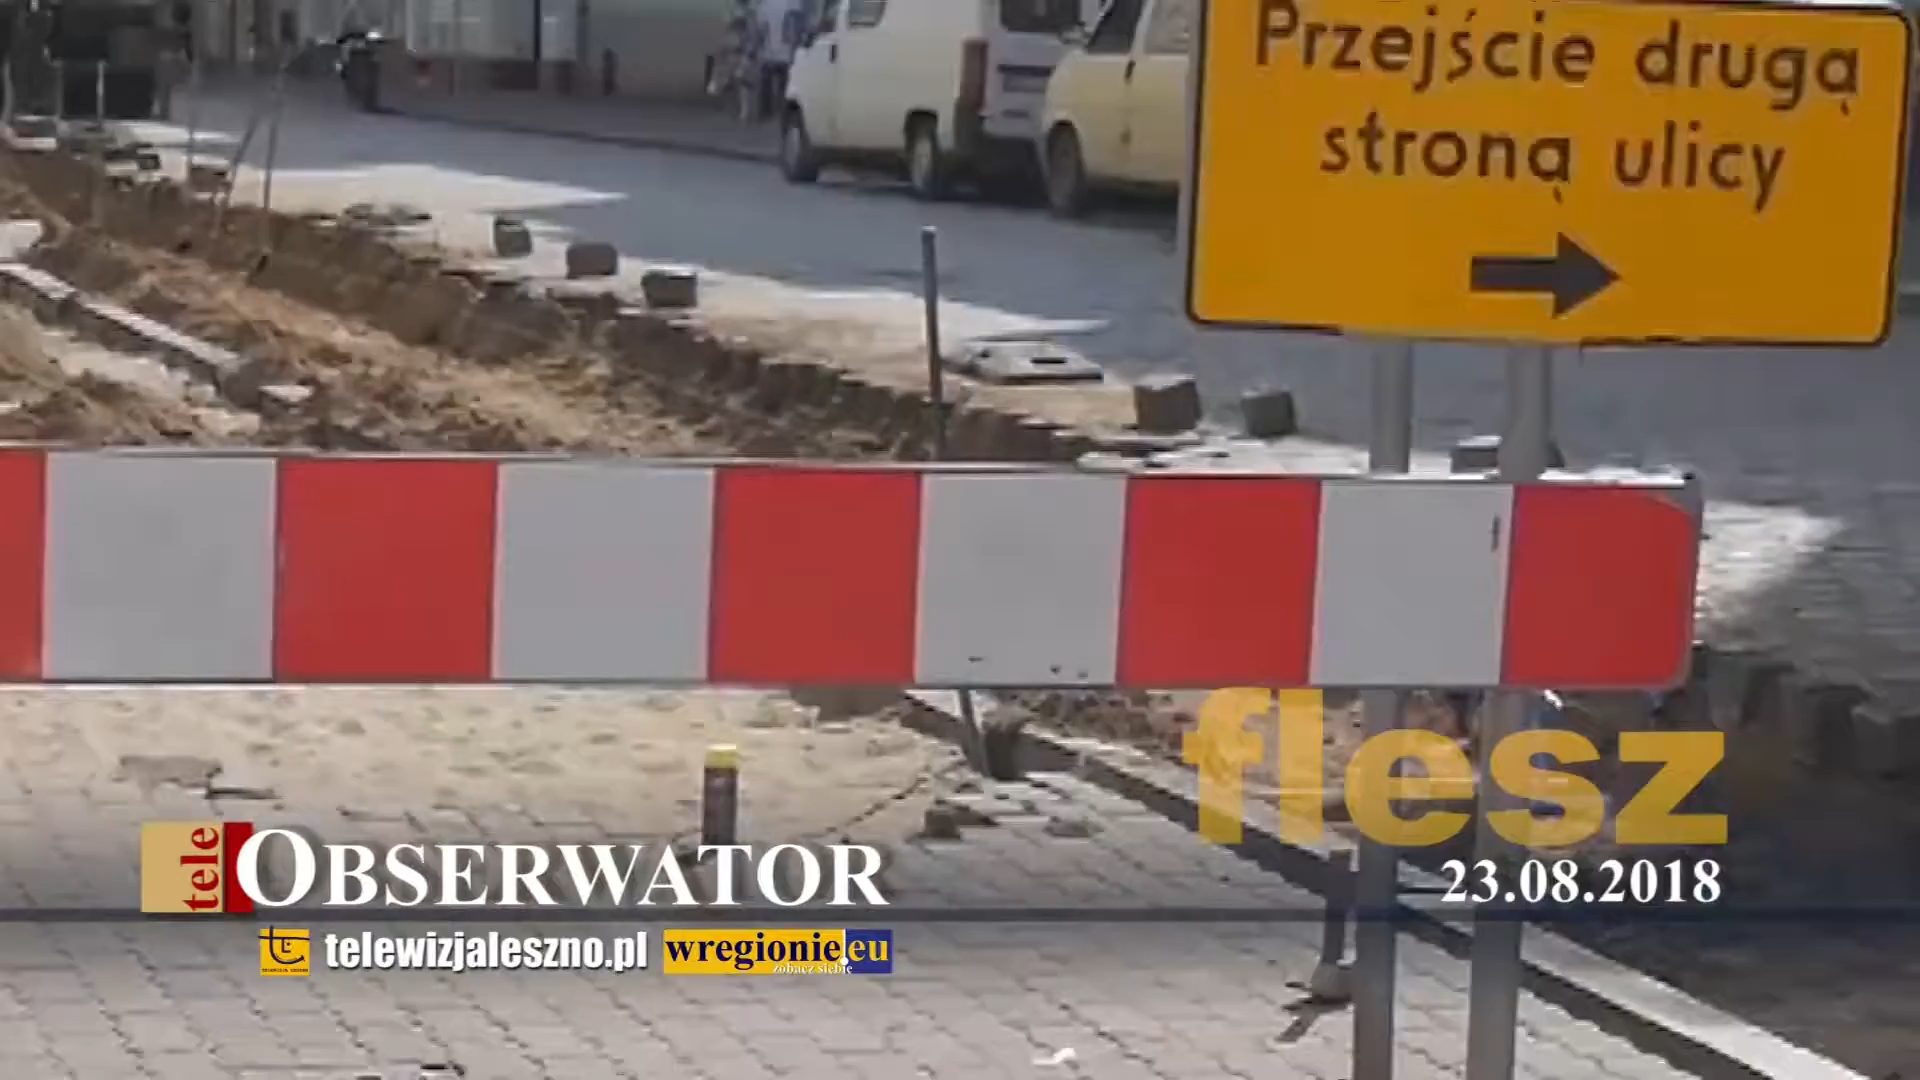 Przejście drugą
stroną ulicy
flesz
tele
OBSERWATOR
23.08.2018
telewizjaleszno.pl
wregionie.eu
zobacz siebie